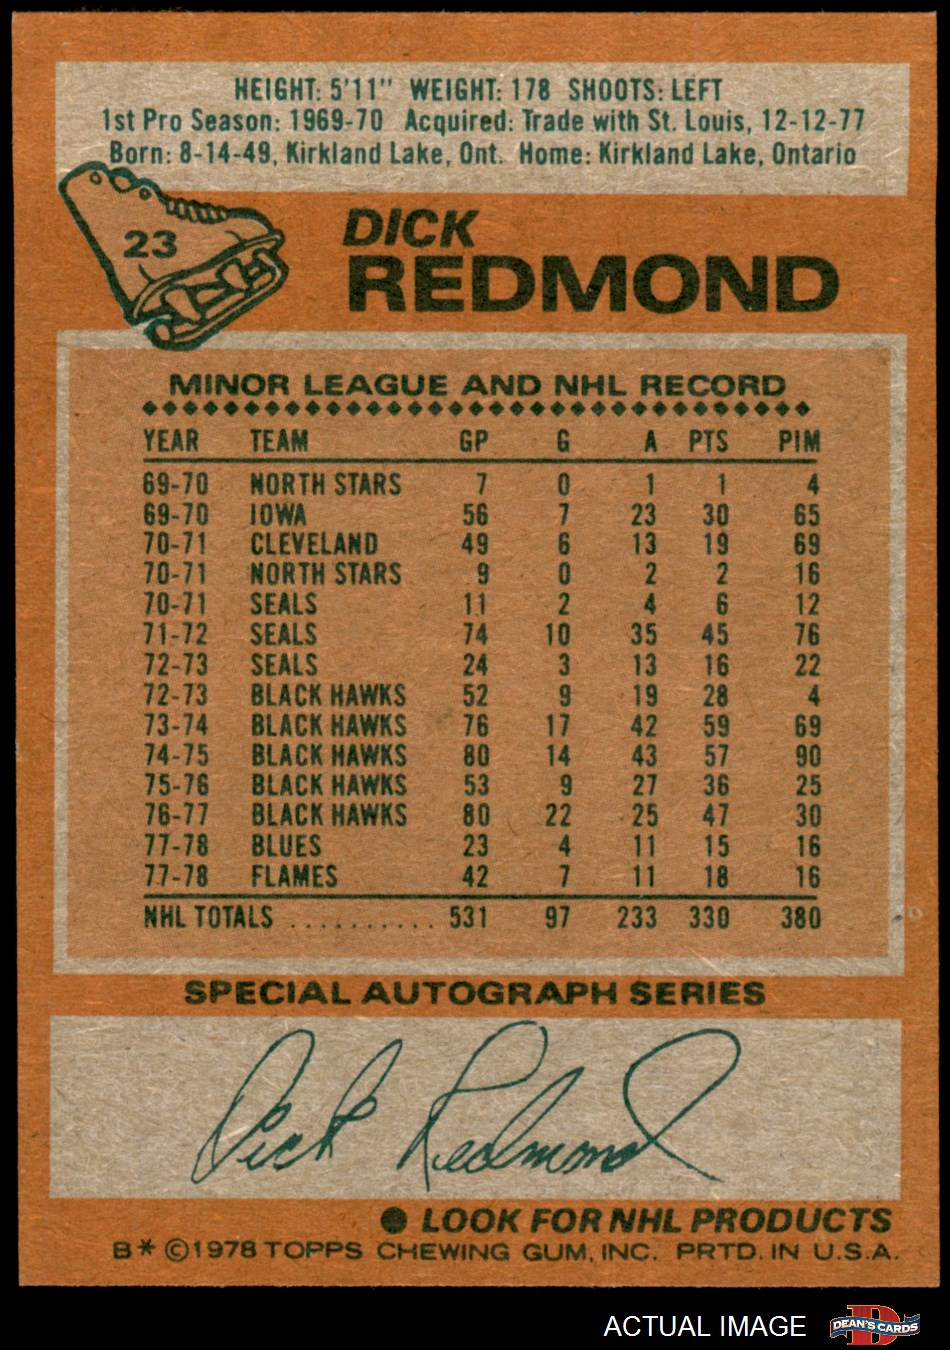 HEIGHT: 5'11" WEIGHT: 178 SHOOTS: LEFT
1st Pro Season: 1969-70 Acquired: Trade with St. Louis, 12-12-77
Born: 8-14-49, Kirkland Lake, Ont. Home: Kirkland Lake, Ontario
23
DICK
REDMOND
MINOR LEAGUE AND NHL RECORD
YEAR TEAM GP G A PTS PIM
69-70 NORTH STARS 7 0 1 1 4
69-70 IOWA 56 7 23 30 65
70-71 CLEVELAND 49 6 13 19 69
70-71 NORTH STARS 9 0 2 2 16
70-71 SEALS 11 2 4 6 12
71-72 SEALS 74 10 35 45 76
72-73 SEALS 24 3 13 16 22
72-73 BLACK HAWKS 52 9 19 28 4
73-74 BLACK HAWKS 76 17 42 59 69
74-75 BLACK HAWKS 80 14 43 57 90
75-76 BLACK HAWKS 53 9 27 36 25
76-77 BLACK HAWKS 80 22 25 47 30
77-78 BLUES 23 4 11 15 16
77-78 FLAMES 42 7 11 18 16
NHL TOTALS .......... 531 97 233 330 380
SPECIAL AUTOGRAPH SERIES
Dick Redmond
● LOOK FOR NHL PRODUCTS
B* ©1978 TOPPS CHEWING GUM, INC. PRTD. IN U.S.A.
ACTUAL IMAGE
D
DEAN'S CARDS